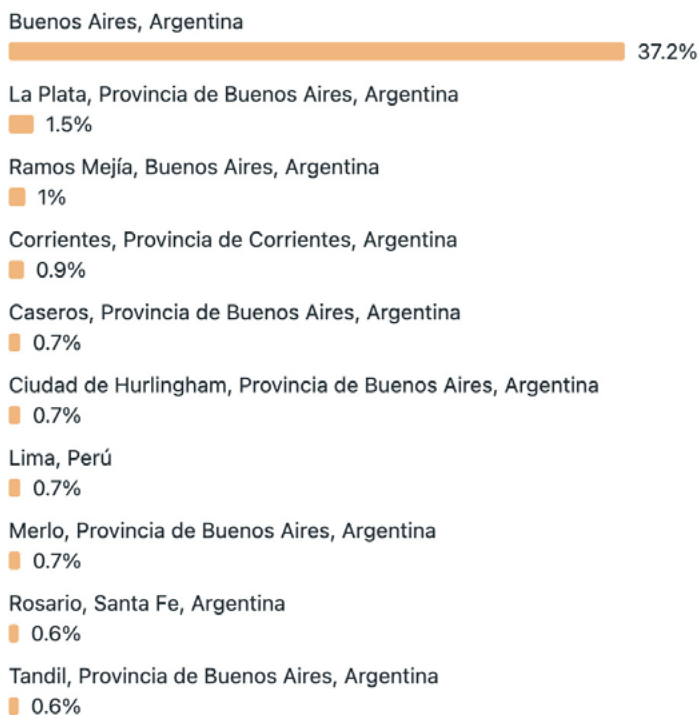 Buenos Aires, Argentina
37.2%
La Plata, Provincia de Buenos Aires, Argentina
1.5%
Ramos Mejía, Buenos Aires, Argentina
1%
Corrientes, Provincia de Corrientes, Argentina
0.9%
Caseros, Provincia de Buenos Aires, Argentina
0.7%
Ciudad de Hurlingham, Provincia de Buenos Aires, Argentina
0.7%
Lima, Perú
0.7%
Merlo, Provincia de Buenos Aires, Argentina
0.7%
Rosario, Santa Fe, Argentina
0.6%
Tandil, Provincia de Buenos Aires, Argentina
0.6%